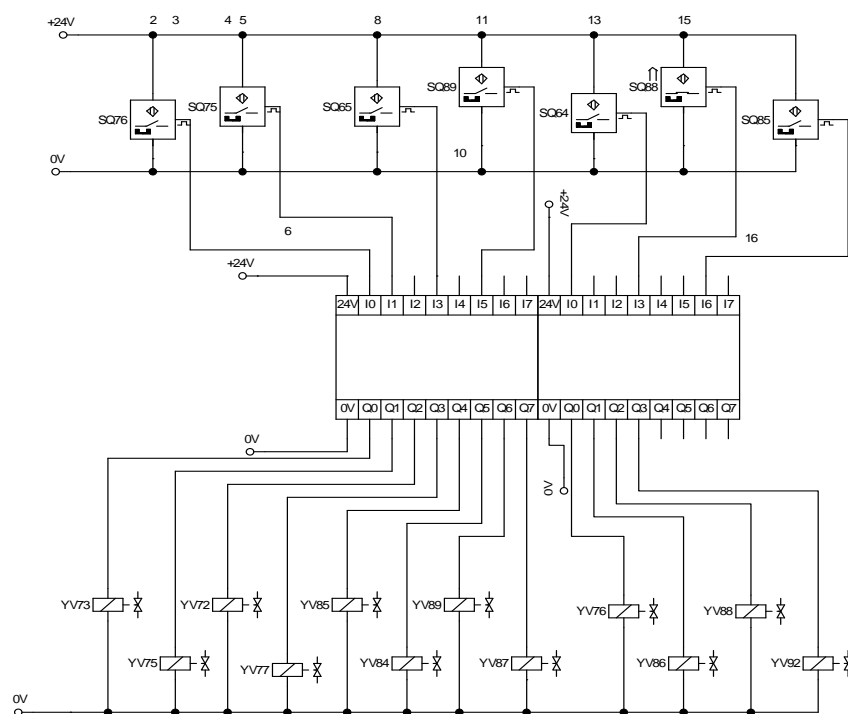 2 3 4 5 8 11 13 15
+24V
SQ76 SQ75 SQ65 SQ89 SQ64 SQ88 SQ85
0V
10
+24V
6
16
+24V
24V I0 I1 I2 I3 I4 I5 I6 I7 24V I0 I1 I2 I3 I4 I5 I6 I7
0V Q0 Q1 Q2 Q3 Q4 Q5 Q6 Q7 0V Q0 Q1 Q2 Q3 Q4 Q5 Q6 Q7
0V
0V
YV73 YV72 YV85 YV89 YV76 YV88
YV75 YV77 YV84 YV87 YV86 YV92
0V